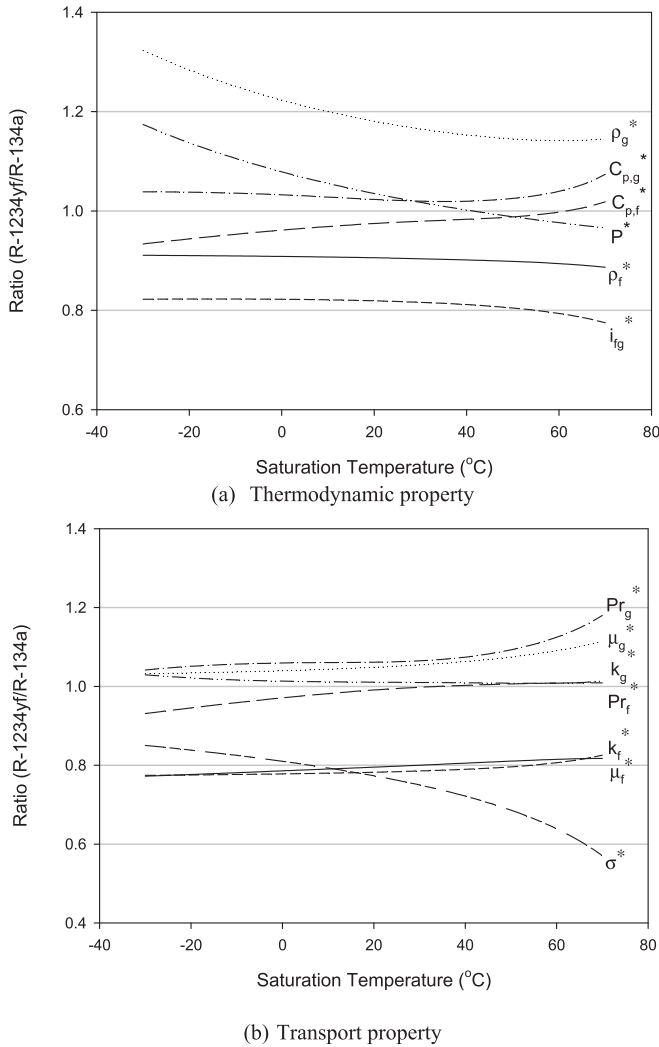 1.4
1.2
1.0
0.8
0.6
Ratio (R-1234yf/R-134a)
ρg*
Cp,g*
Cp,f*
P*
ρf*
ifg*
-40 -20 0 20 40 60 80
Saturation Temperature (oC)
(a) Thermodynamic property
1.4
1.2
1.0
0.8
0.6
0.4
Ratio (R-1234yf/R-134a)
Prg*
μg*
kg*
Prf*
kf*
μf*
σ*
-40 -20 0 20 40 60 80
Saturation Temperature (oC)
(b) Transport property